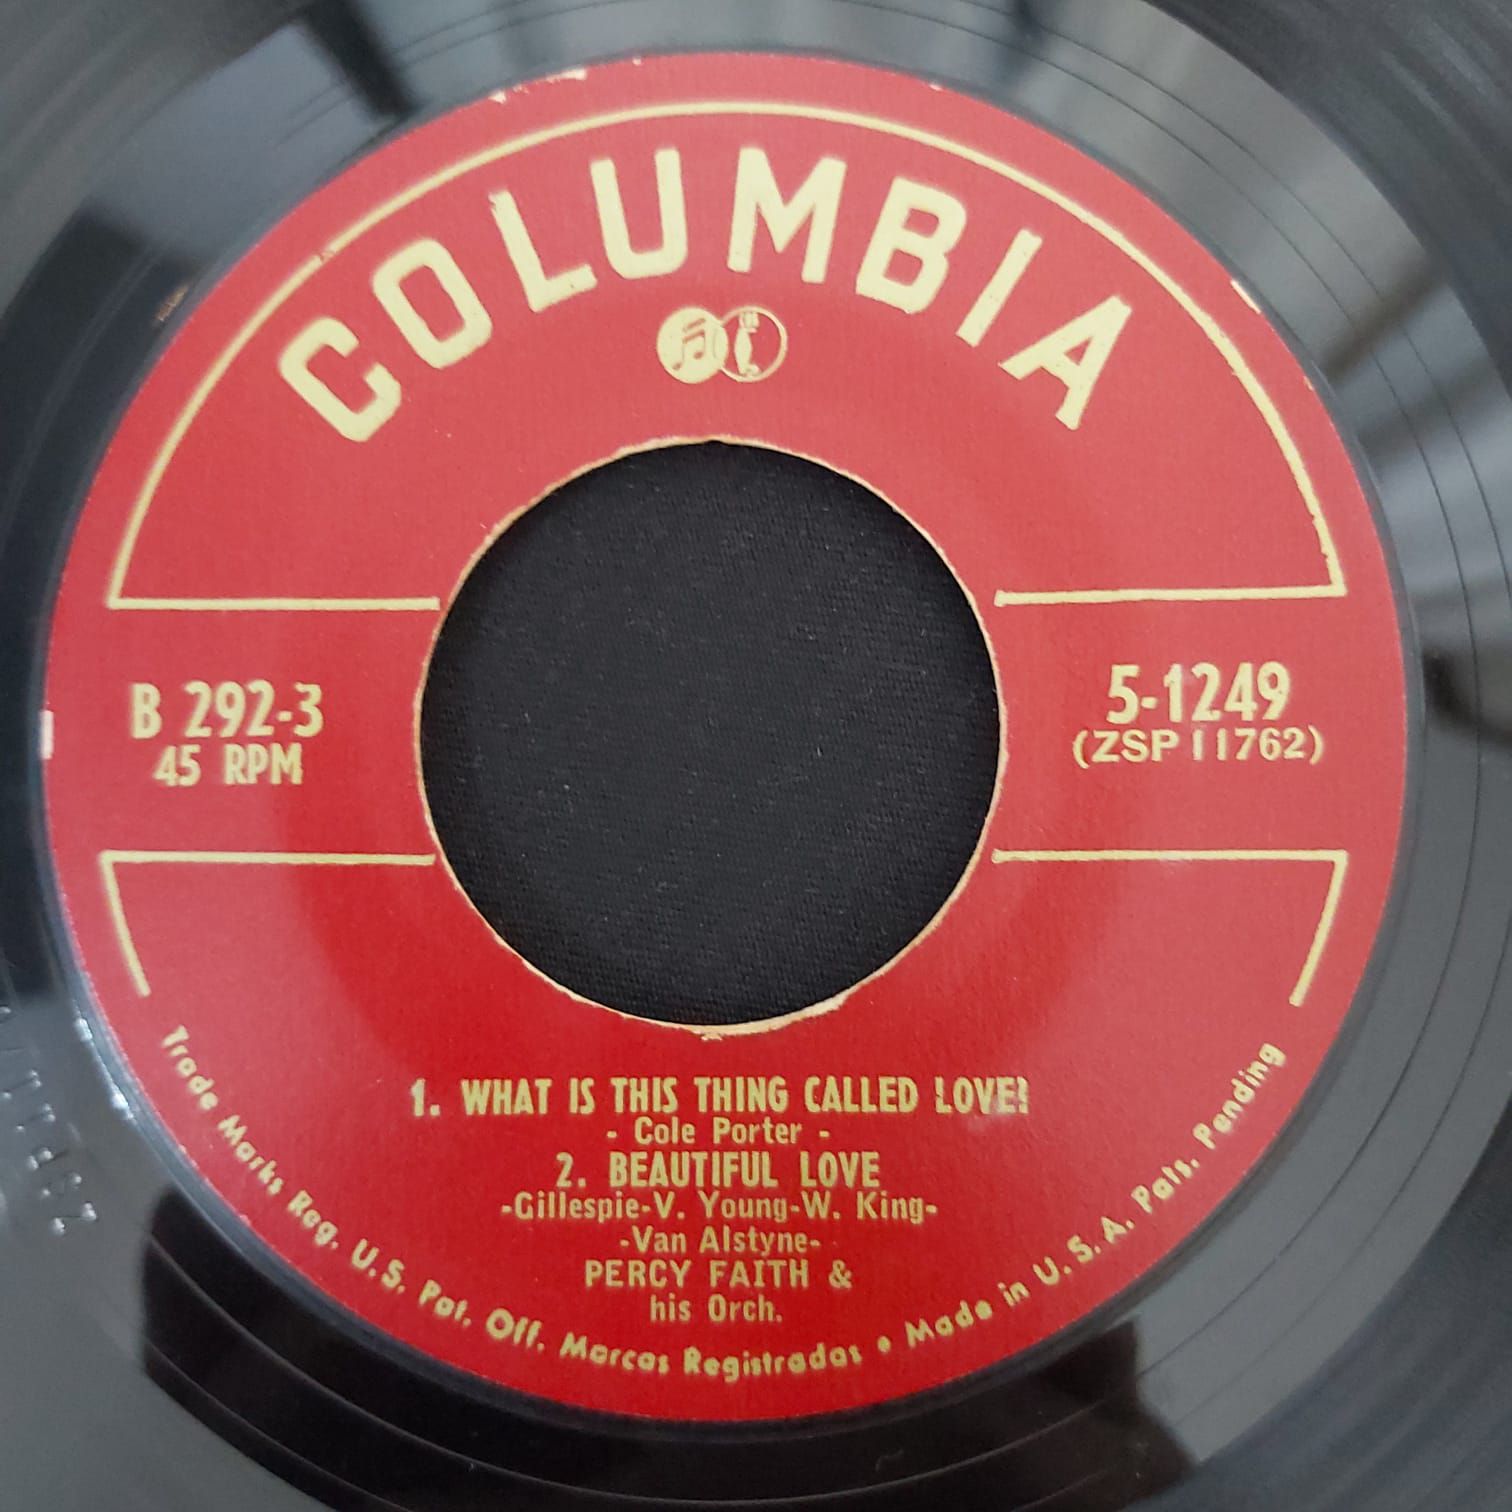 COLUMBIA
B 292-3
45 RPM
5-1249
(ZSP 11762)
1. WHAT IS THIS THING CALLED LOVE?
- Cole Porter -
2. BEAUTIFUL LOVE
-Gillespie-V. Young-W. King-
-Van Alstyne-
PERCY FAITH &
his Orch.
Trade Marks Reg. U.S. Pat. Off. Marcas Registradas • Made in U.S.A. Pats. Pending